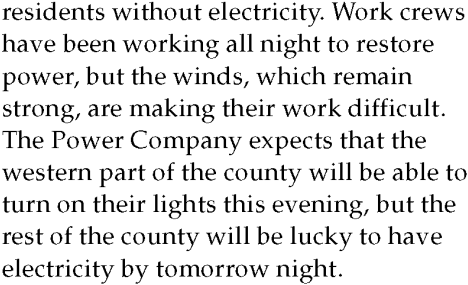 residents without electricity. Work crews
have been working all night to restore
power, but the winds, which remain
strong, are making their work difficult.
The Power Company expects that the
western part of the county will be able to
turn on their lights this evening, but the
rest of the county will be lucky to have
electricity by tomorrow night.